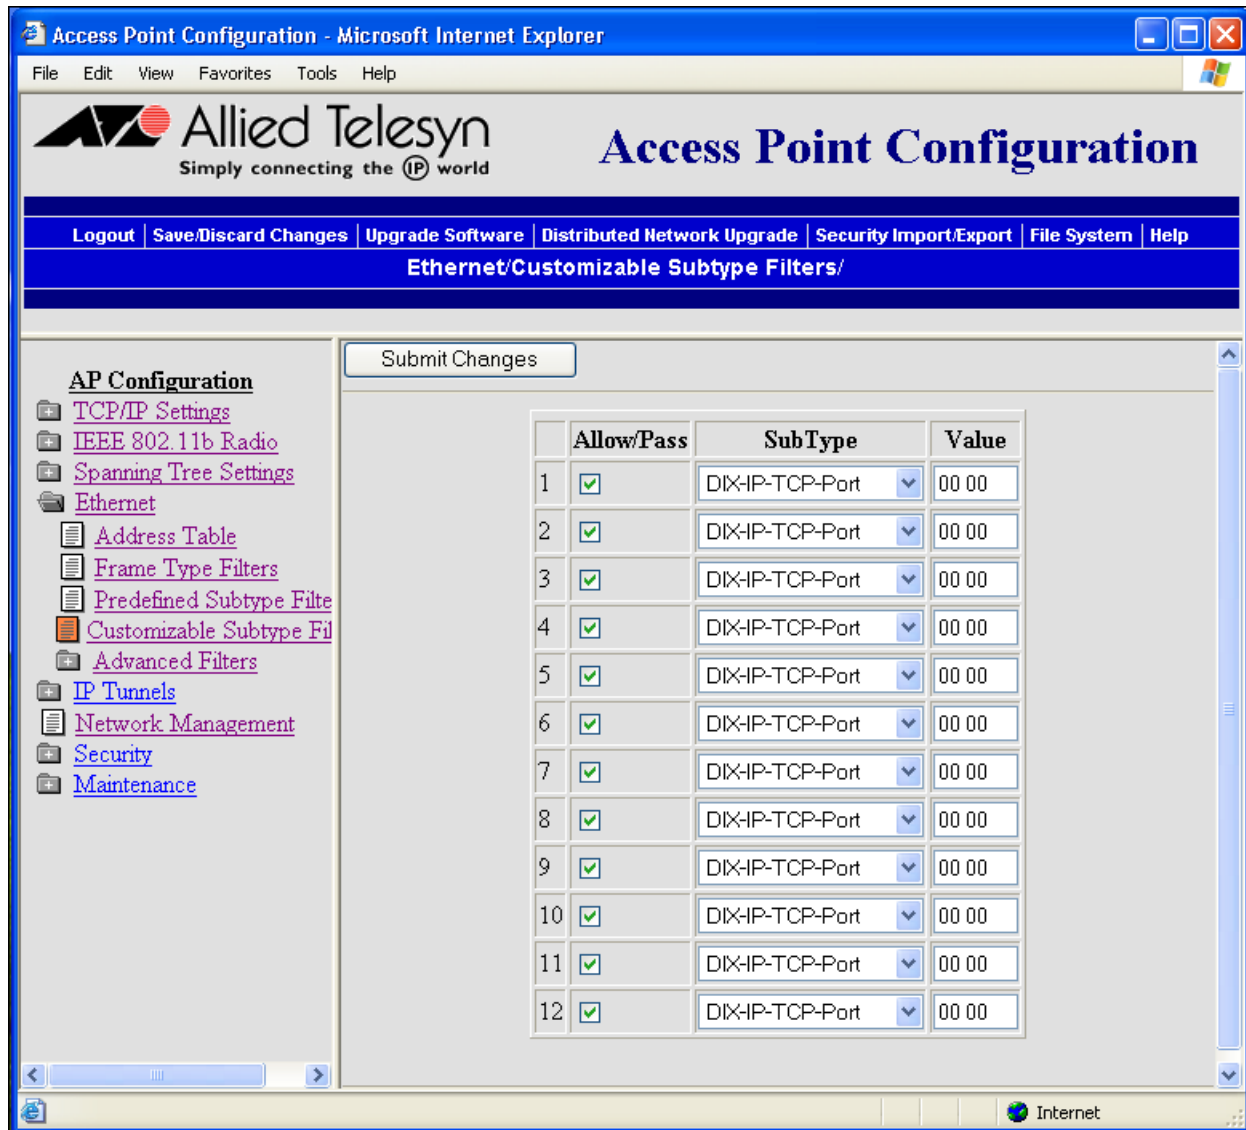 Access Point Configuration - Microsoft Internet Explorer
File Edit View Favorites Tools Help
Allied Telesyn
Simply connecting the IP world
Access Point Configuration
Logout | Save/Discard Changes | Upgrade Software | Distributed Network Upgrade | Security Import/Export | File System | Help
Ethernet/Customizable Subtype Filters/
AP Configuration
TCP/IP Settings
IEEE 802.11b Radio
Spanning Tree Settings
Ethernet
Address Table
Frame Type Filters
Predefined Subtype Filte
Customizable Subtype Fil
Advanced Filters
IP Tunnels
Network Management
Security
Maintenance
Submit Changes
Allow/Pass SubType Value
1 DIX-IP-TCP-Port 00 00
2 DIX-IP-TCP-Port 00 00
3 DIX-IP-TCP-Port 00 00
4 DIX-IP-TCP-Port 00 00
5 DIX-IP-TCP-Port 00 00
6 DIX-IP-TCP-Port 00 00
7 DIX-IP-TCP-Port 00 00
8 DIX-IP-TCP-Port 00 00
9 DIX-IP-TCP-Port 00 00
10 DIX-IP-TCP-Port 00 00
11 DIX-IP-TCP-Port 00 00
12 DIX-IP-TCP-Port 00 00
Internet